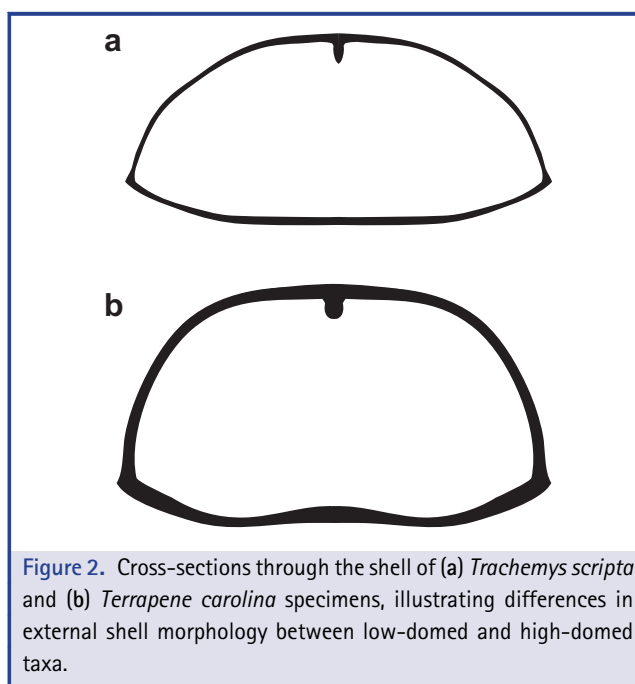 a
b
Figure 2. Cross-sections through the shell of (a) Trachemys scripta
and (b) Terrapene carolina specimens, illustrating differences in
external shell morphology between low-domed and high-domed
taxa.